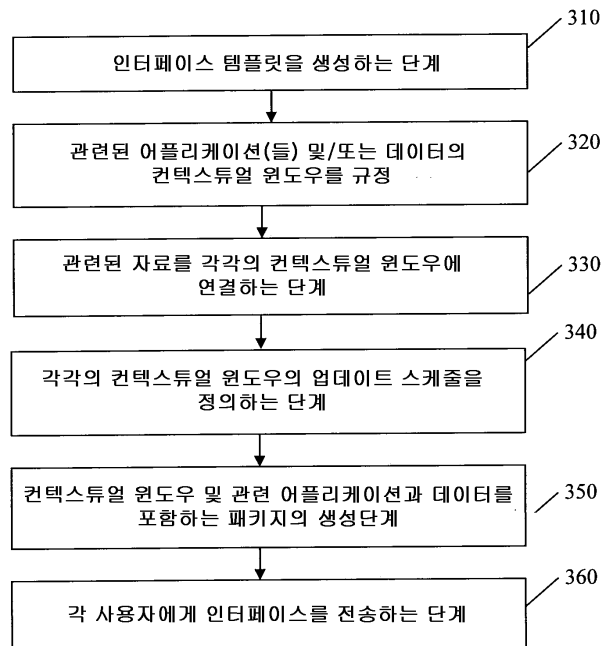 310
인터페이스 템플릿을 생성하는 단계
320
관련된 어플리케이션(들) 및/또는 데이터의
컨텍스튜얼 윈도우를 규정
330
관련된 자료를 각각의 컨텍스튜얼 윈도우에
연결하는 단계
340
각각의 컨텍스튜얼 윈도우의 업데이트 스케줄을
정의하는 단계
350
컨텍스튜얼 윈도우 및 관련 어플리케이션과 데이터를
포함하는 패키지의 생성단계
360
각 사용자에게 인터페이스를 전송하는 단계